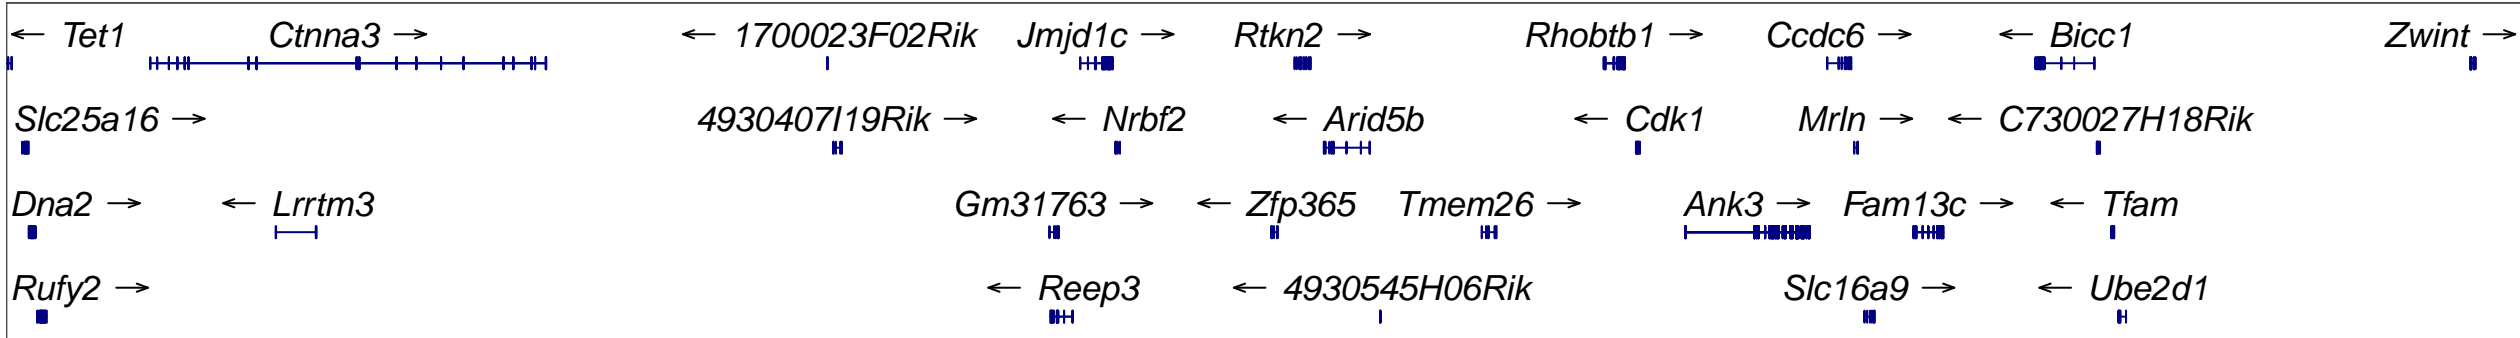 ← Tet1 Ctnna3 → ← 1700023F02Rik Jmjd1c → Rtkn2 → Rhobtb1 → Ccdc6 → ← Bicc1 Zwint →
Slc25a16 → 4930407I19Rik → ← Nrbf2 ← Arid5b ← Cdk1 Mrln → ← C730027H18Rik
Dna2 → ← Lrrtm3 Gm31763 → ← Zfp365 Tmem26 → Ank3 → Fam13c → ← Tfam
Rufy2 → ← Reep3 ← 4930545H06Rik Slc16a9 → ← Ube2d1